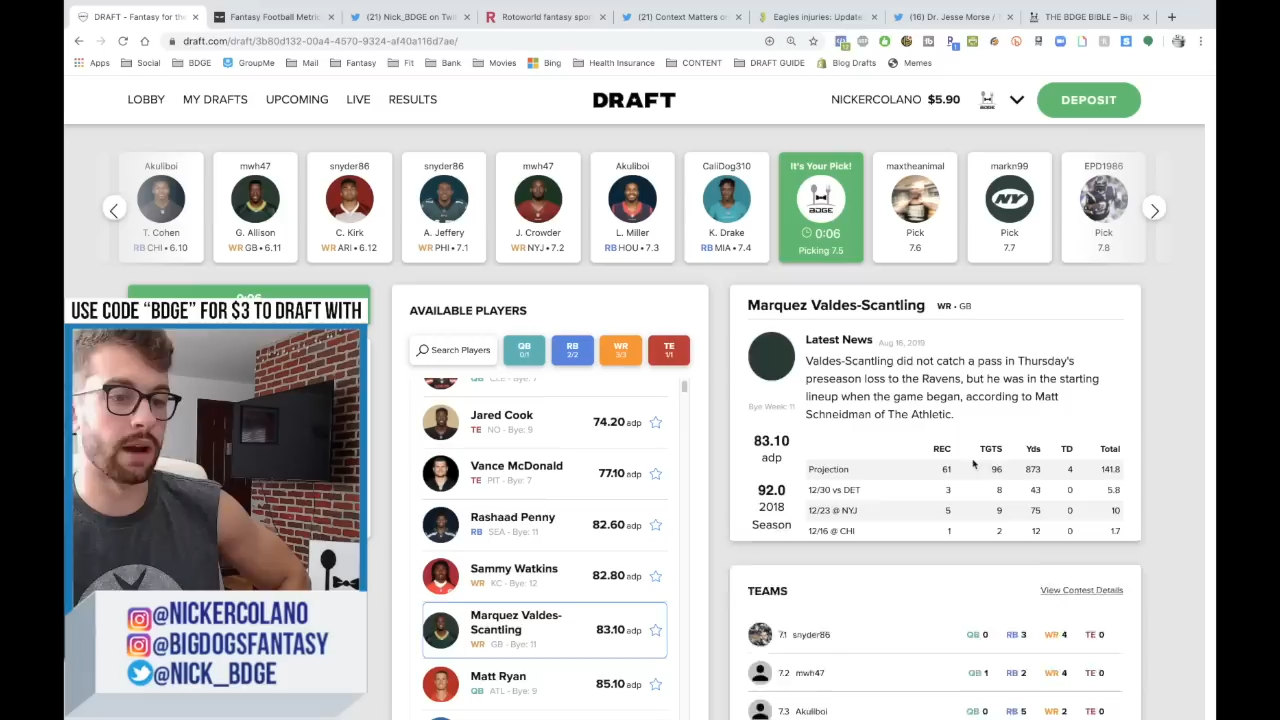 DRAFT - Fantasy for the
Fantasy Football Metric
(21) Nick_BDGE on Twi
Rotoworld fantasy spor
(21) Context Matters o
Eagles injuries: Update
(16) Dr. Jesse Morse /
THE BDGE BIBLE – Big
draft.com/draft/3b80d132-00a4-4570-9324-af40a116d7ae/
Apps Social BDGE GroupMe Mail Fantasy Fit Bank Movies Bing Health Insurance CONTENT DRAFT GUIDE Blog Drafts Memes
LOBBY MY DRAFTS UPCOMING LIVE RESULTS
DRAFT
NICKERCOLANO $5.90
DEPOSIT
Akuliboi
T. Cohen
RB CHI • 6.10
mwh47
G. Allison
WR GB • 6.11
snyder86
C. Kirk
WR ARI • 6.12
snyder86
A. Jeffery
WR PHI • 7.1
mwh47
J. Crowder
WR NYJ • 7.2
Akuliboi
L. Miller
RB HOU • 7.3
CaliDog310
K. Drake
RB MIA • 7.4
It's Your Pick!
BDGE
0:06
Picking 7.5
maxtheanimal
Pick
7.6
markn99
NY
Pick
7.7
EPD1986
Pick
7.8
USE CODE “BDGE” FOR $3 TO DRAFT WITH
@NICKERCOLANO
@BIGDOGSFANTASY
@NICK_BDGE
AVAILABLE PLAYERS
Search Players
QB
0/1
RB
2/2
WR
3/3
TE
1/1
Jared Cook
TE NO - Bye: 9
74.20 adp
Vance McDonald
TE PIT - Bye: 7
77.10 adp
Rashaad Penny
RB SEA - Bye: 11
82.60 adp
Sammy Watkins
WR KC - Bye: 12
82.80 adp
Marquez Valdes-
Scantling
WR GB - Bye: 11
83.10 adp
Matt Ryan
QB ATL - Bye: 9
85.10 adp
Marquez Valdes-Scantling WR • GB
Bye Week: 11
Latest News Aug 16, 2019
Valdes-Scantling did not catch a pass in Thursday's
preseason loss to the Ravens, but he was in the starting
lineup when the game began, according to Matt
Schneidman of The Athletic.
83.10
adp
92.0
2018
Season
REC TGTS Yds TD Total
Projection 61 96 873 4 141.8
12/30 vs DET 3 8 43 0 5.8
12/23 @ NYJ 5 9 75 0 10
12/16 @ CHI 1 2 12 0 1.7
TEAMS
View Contest Details
7.1 snyder86 QB 0 RB 3 WR 4 TE 0
7.2 mwh47 QB 1 RB 2 WR 4 TE 0
7.3 Akuliboi QB 0 RB 5 WR 2 TE 0